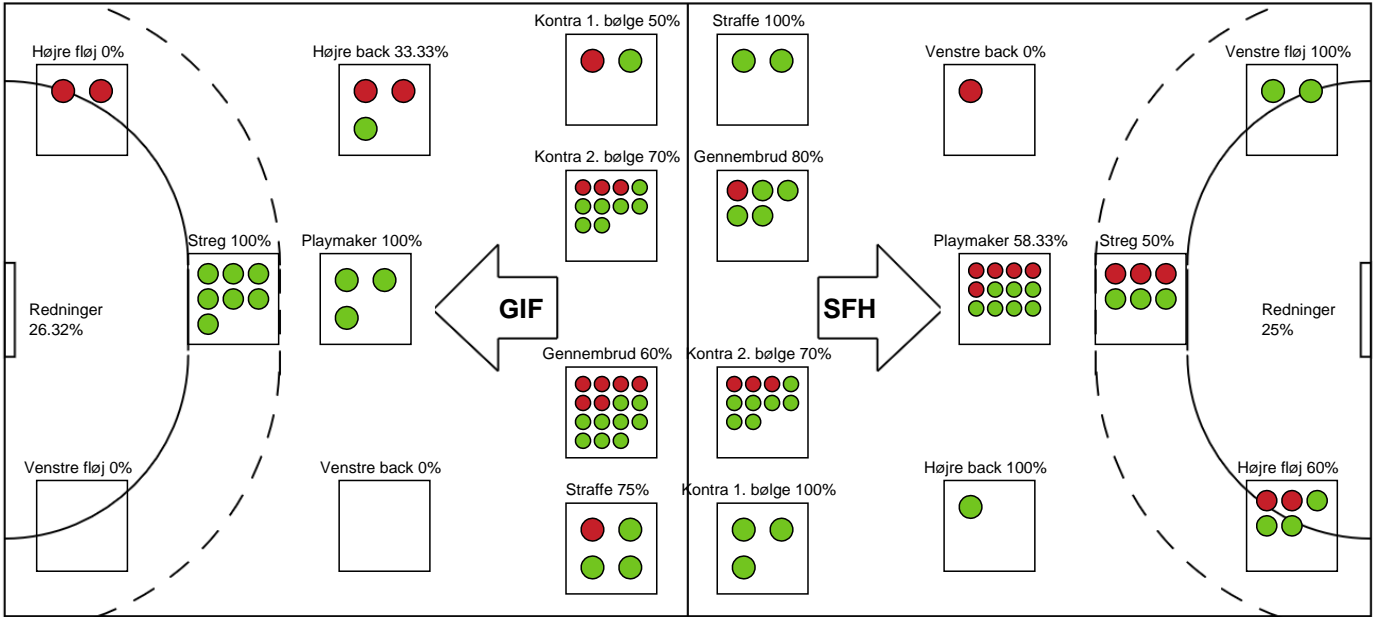 Kontra 1. bølge 50%
Straffe 100%
Højre fløj 0%
Højre back 33.33%
Venstre back 0%
Venstre fløj 100%
Kontra 2. bølge 70%
Gennembrud 80%
Streg 100%
Playmaker 100%
Playmaker 58.33%
Streg 50%
Redninger
26.32%
GIF
SFH
Redninger
25%
Gennembrud 60%
Kontra 2. bølge 70%
Venstre fløj 0%
Venstre back 0%
Straffe 75%
Kontra 1. bølge 100%
Højre back 100%
Højre fløj 60%